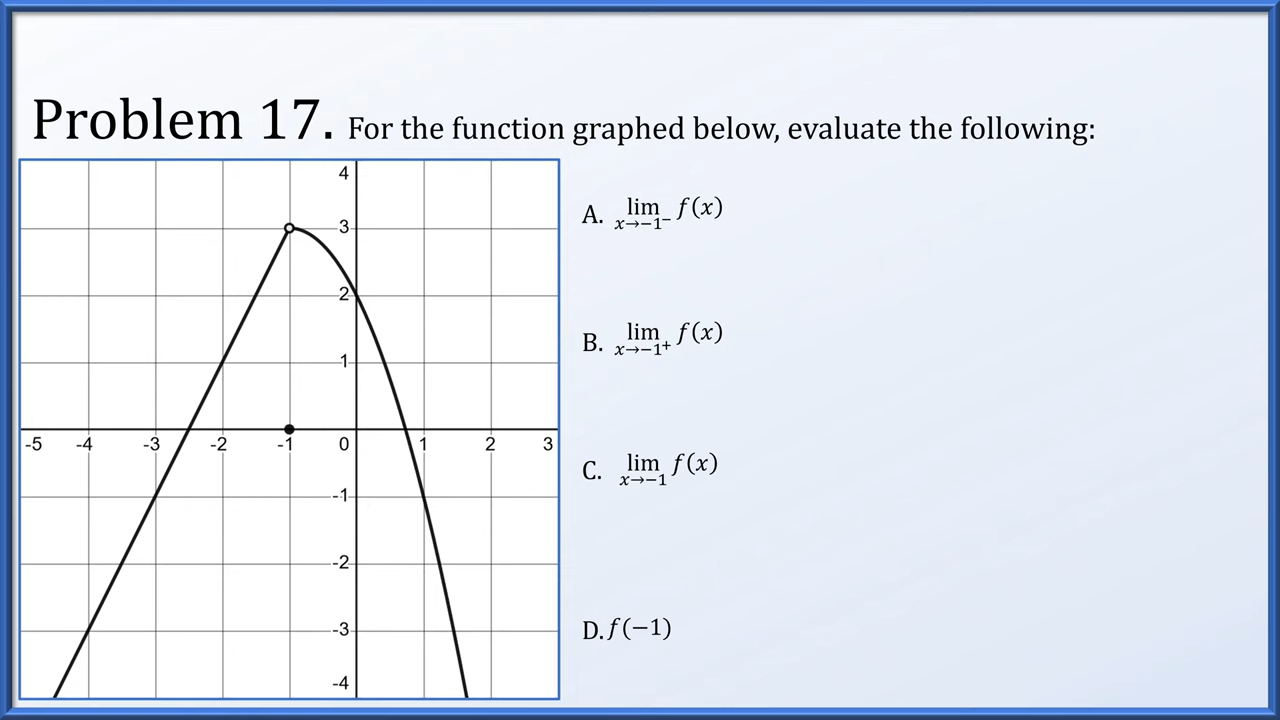 Problem 17. For the function graphed below, evaluate the following:
4
3
2
1
-5 -4 -3 -2 -1 0 1 2 3
-1
-2
-3
-4
A. lim f(x)
x→−1⁻
B. lim f(x)
x→−1⁺
C. lim f(x)
x→−1
D. f(−1)